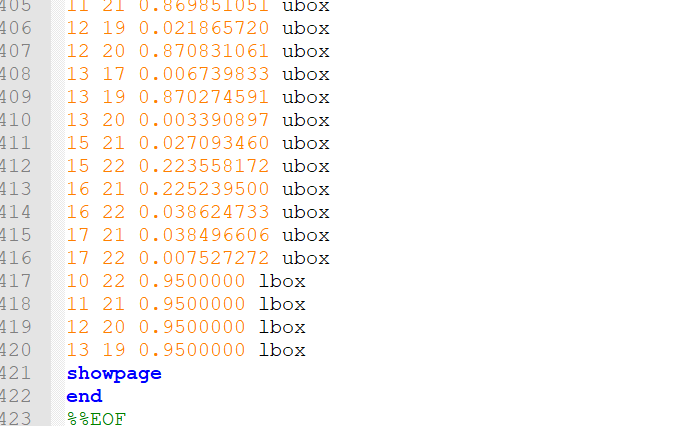 405 11 21 0.869851051 ubox
406 12 19 0.021865720 ubox
407 12 20 0.870831061 ubox
408 13 17 0.006739833 ubox
409 13 19 0.870274591 ubox
410 13 20 0.003390897 ubox
411 15 21 0.027093460 ubox
412 15 22 0.223558172 ubox
413 16 21 0.225239500 ubox
414 16 22 0.038624733 ubox
415 17 21 0.038496606 ubox
416 17 22 0.007527272 ubox
417 10 22 0.9500000 lbox
418 11 21 0.9500000 lbox
419 12 20 0.9500000 lbox
420 13 19 0.9500000 lbox
421 showpage
422 end
423 %%EOF